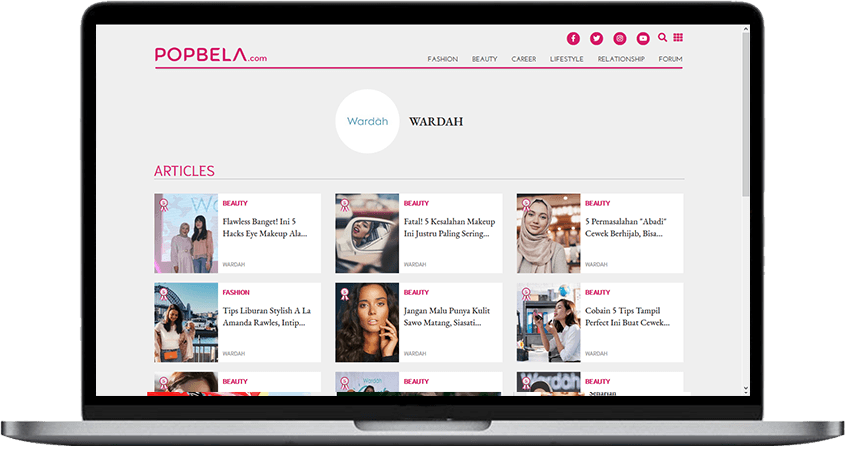 POPBELA.com
FASHION BEAUTY CAREER LIFESTYLE RELATIONSHIP FORUM
Wardah
WARDAH
ARTICLES
BEAUTY
Flawless Banget! Ini 5
Hacks Eye Makeup Ala...
WARDAH
BEAUTY
Fatal! 5 Kesalahan Makeup
Ini Justru Paling Sering...
WARDAH
BEAUTY
5 Permasalahan "Abadi"
Cewek Berhijab, Bisa...
WARDAH
FASHION
Tips Liburan Stylish A La
Amanda Rawles, Intip...
WARDAH
BEAUTY
Jangan Malu Punya Kulit
Sawo Matang, Siasati...
WARDAH
BEAUTY
Cobain 5 Tips Tampil
Perfect Ini Buat Cewek...
WARDAH
BEAUTY
Wardah
BEAUTY
Wardah
BEAUTY